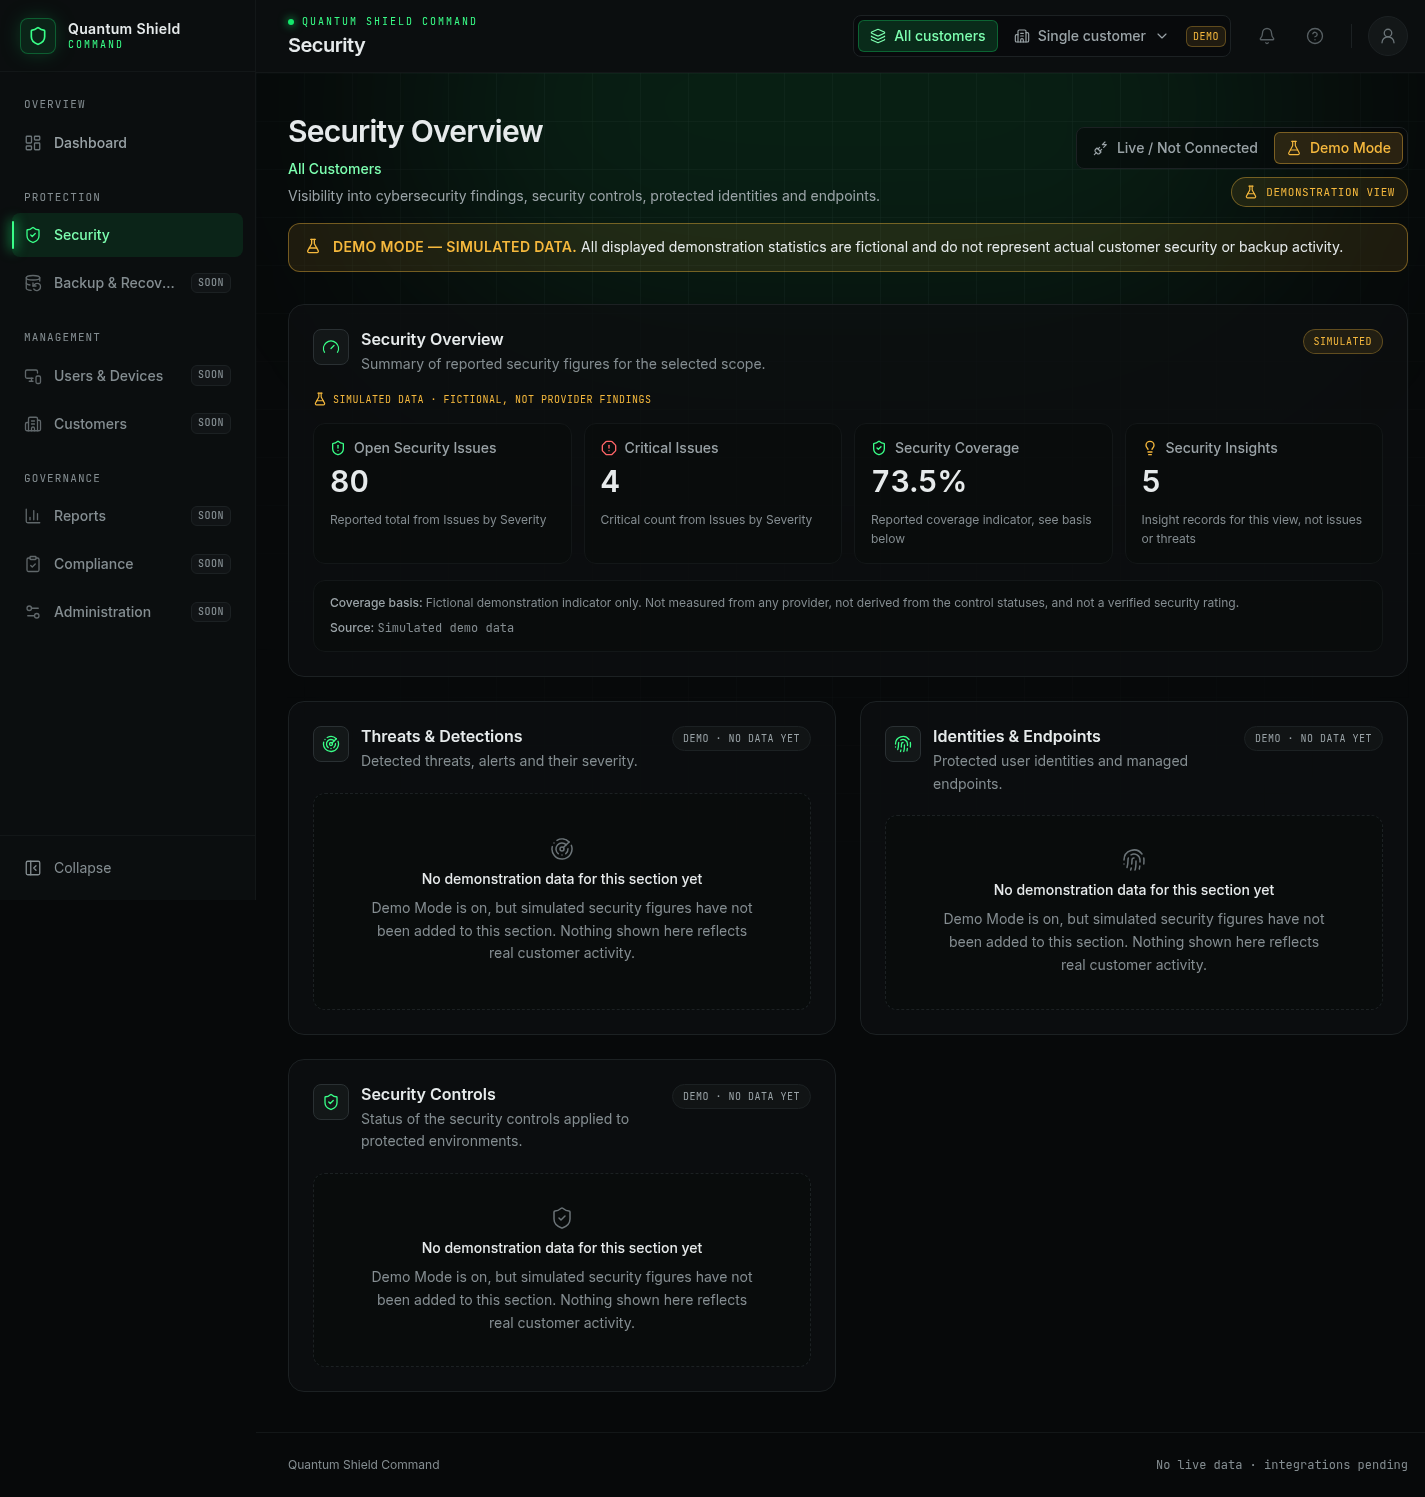 Quantum Shield
COMMAND
OVERVIEW
Dashboard
PROTECTION
Security
Backup & Recov...
SOON
MANAGEMENT
Users & Devices
SOON
Customers
SOON
GOVERNANCE
Reports
SOON
Compliance
SOON
Administration
SOON
Collapse
QUANTUM SHIELD COMMAND
Security
All customers
Single customer
DEMO
Security Overview
All Customers
Visibility into cybersecurity findings, security controls, protected identities and endpoints.
Live / Not Connected
Demo Mode
DEMONSTRATION VIEW
DEMO MODE — SIMULATED DATA. All displayed demonstration statistics are fictional and do not represent actual customer security or backup activity.
Security Overview
Summary of reported security figures for the selected scope.
SIMULATED
SIMULATED DATA · FICTIONAL, NOT PROVIDER FINDINGS
Open Security Issues
80
Reported total from Issues by Severity
Critical Issues
4
Critical count from Issues by Severity
Security Coverage
73.5%
Reported coverage indicator, see basis
below
Security Insights
5
Insight records for this view, not issues
or threats
Coverage basis: Fictional demonstration indicator only. Not measured from any provider, not derived from the control statuses, and not a verified security rating.
Source: Simulated demo data
Threats & Detections
Detected threats, alerts and their severity.
DEMO · NO DATA YET
No demonstration data for this section yet
Demo Mode is on, but simulated security figures have not
been added to this section. Nothing shown here reflects
real customer activity.
Identities & Endpoints
Protected user identities and managed
endpoints.
DEMO · NO DATA YET
No demonstration data for this section yet
Demo Mode is on, but simulated security figures have not
been added to this section. Nothing shown here reflects
real customer activity.
Security Controls
Status of the security controls applied to
protected environments.
DEMO · NO DATA YET
No demonstration data for this section yet
Demo Mode is on, but simulated security figures have not
been added to this section. Nothing shown here reflects
real customer activity.
Quantum Shield Command
No live data · integrations pending